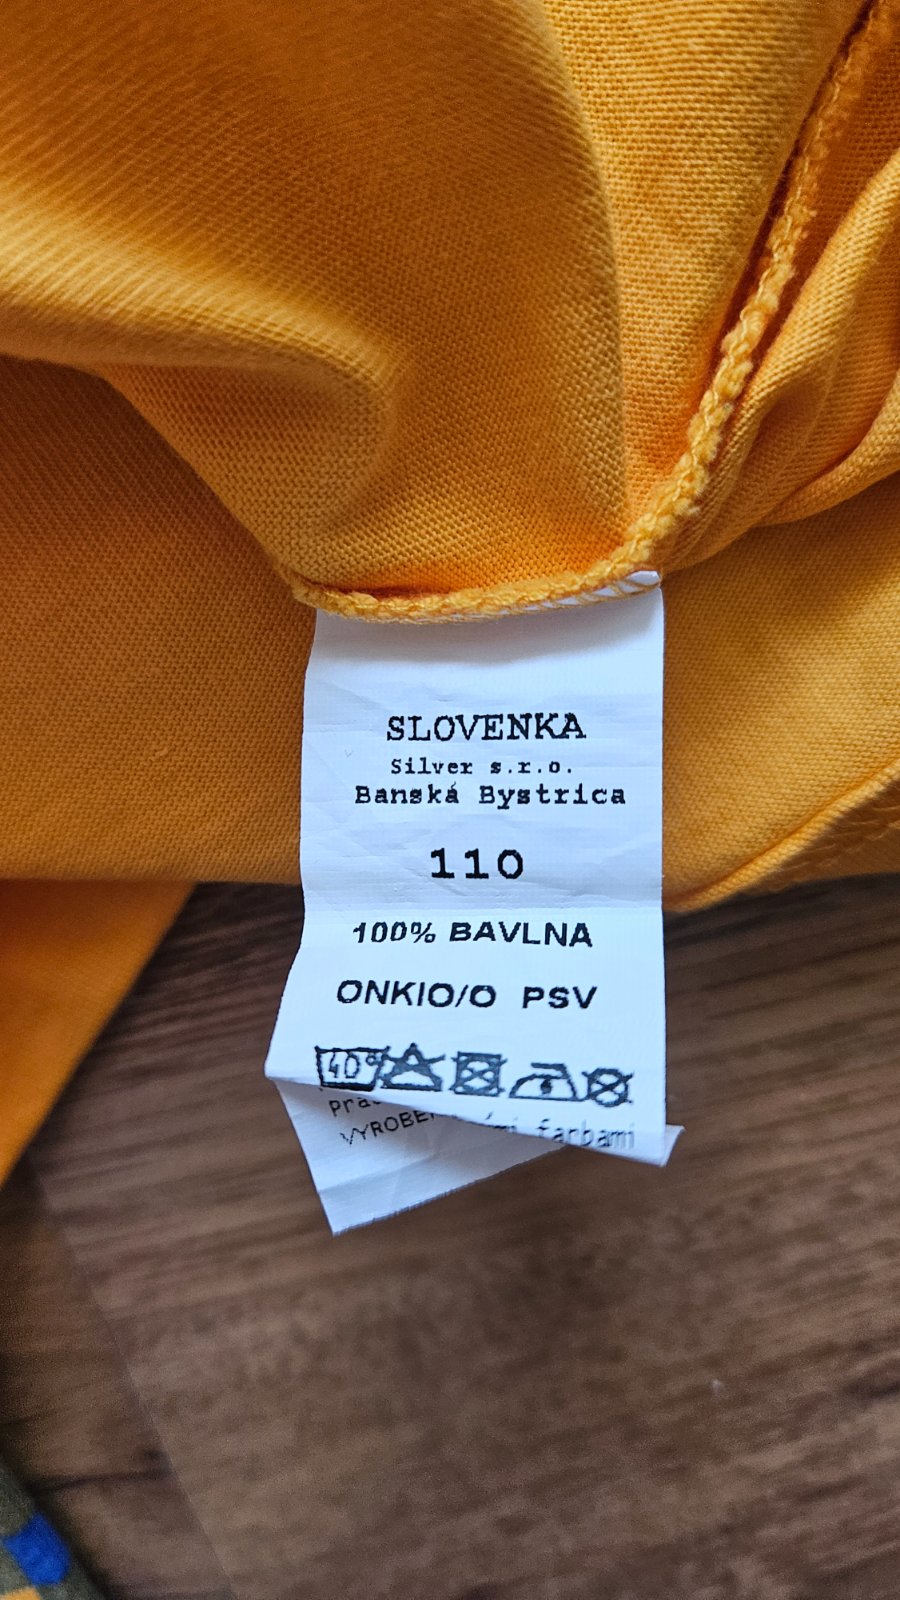 SLOVENKA
Silver s.r.o.
Banská Bystrica
110
100% BAVLNA
ONKIO/O PSV
40°
farbami